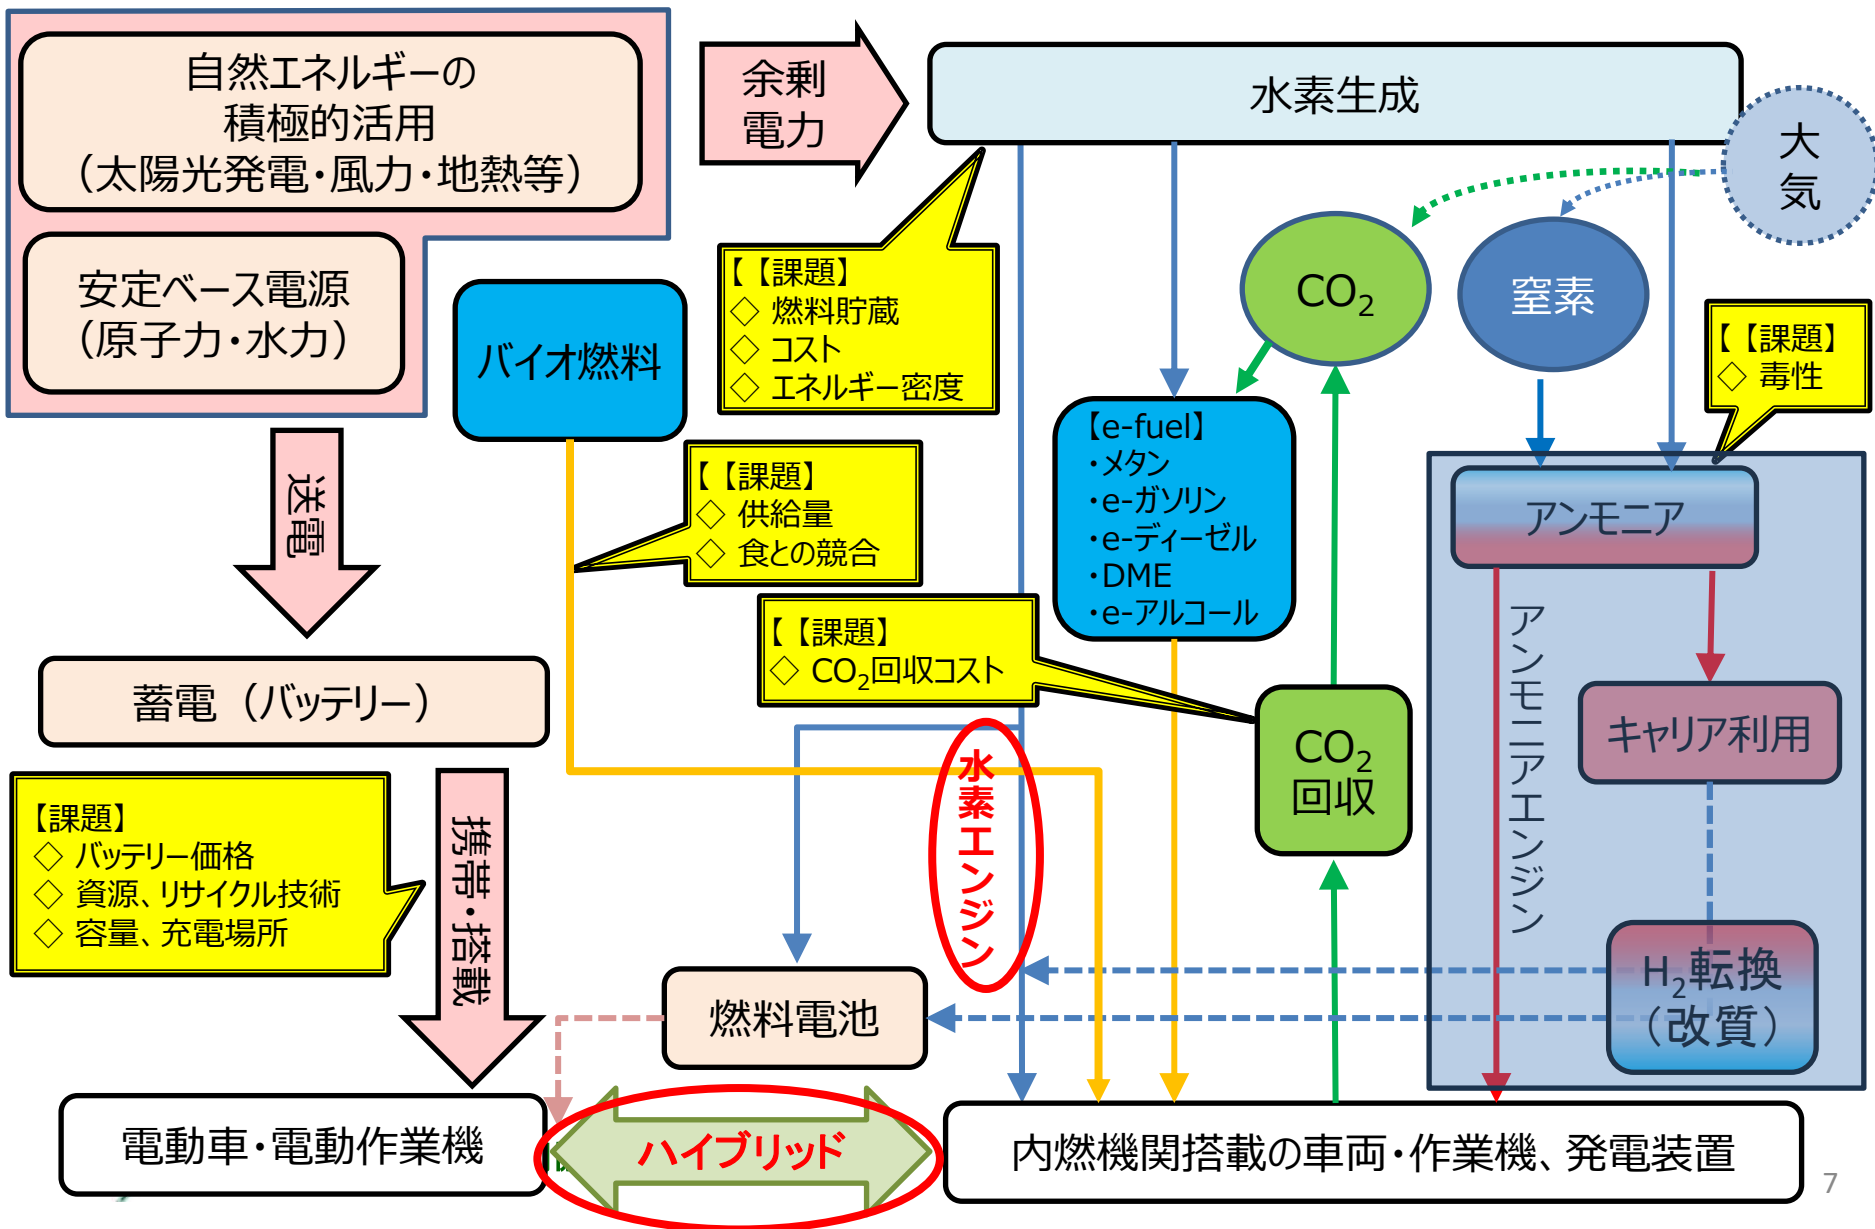 自然エネルギーの
積極的活用
（太陽光発電・風力・地熱等）
余剰
電力
水素生成
大
気
安定ベース電源
（原子力・水力）
バイオ燃料
【【課題】
◇ 燃料貯蔵
◇ コスト
◇ エネルギー密度
CO₂
窒素
【【課題】
◇ 毒性
送電
【【課題】
◇ 供給量
◇ 食との競合
【e-fuel】
・メタン
・e-ガソリン
・e-ディーゼル
・DME
・e-アルコール
アンモニア
【【課題】
◇ CO₂回収コスト
蓄電（バッテリー）
水素エンジン
CO₂
回収
アンモニアエンジン
キャリア利用
【課題】
◇ バッテリー価格
◇ 資源、リサイクル技術
◇ 容量、充電場所
携帯・搭載
燃料電池
H₂転換
（改質）
電動車・電動作業機
ハイブリッド
内燃機関搭載の車両・作業機、発電装置
7